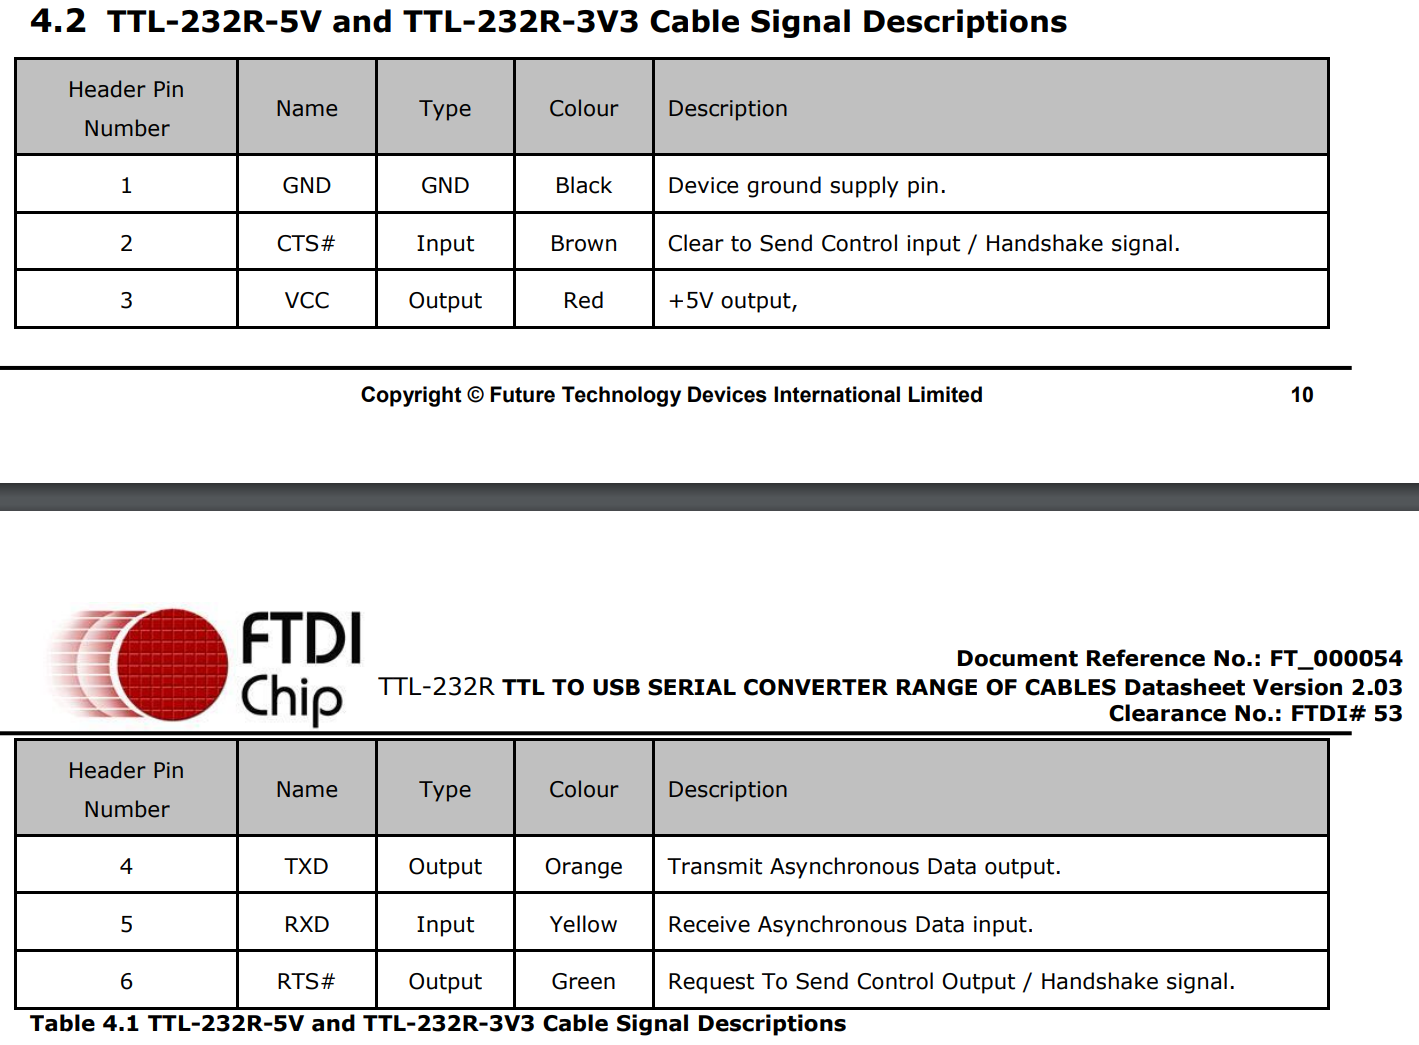 4.2 TTL-232R-5V and TTL-232R-3V3 Cable Signal Descriptions
Header Pin Number Name Type Colour Description
1 GND GND Black Device ground supply pin.
2 CTS# Input Brown Clear to Send Control input / Handshake signal.
3 VCC Output Red +5V output,
Copyright © Future Technology Devices International Limited 10
FTDI
Chip
Document Reference No.: FT_000054
TTL-232R TTL TO USB SERIAL CONVERTER RANGE OF CABLES Datasheet Version 2.03
Clearance No.: FTDI# 53
Header Pin Number Name Type Colour Description
4 TXD Output Orange Transmit Asynchronous Data output.
5 RXD Input Yellow Receive Asynchronous Data input.
6 RTS# Output Green Request To Send Control Output / Handshake signal.
Table 4.1 TTL-232R-5V and TTL-232R-3V3 Cable Signal Descriptions